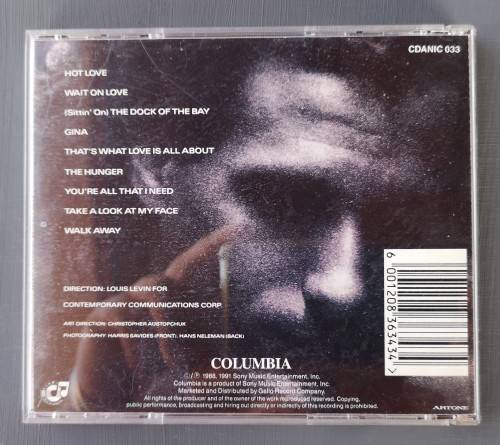 CDANIC 033
HOT LOVE
WAIT ON LOVE
(Sittin' On) THE DOCK OF THE BAY
GINA
THAT'S WHAT LOVE IS ALL ABOUT
THE HUNGER
YOU'RE ALL THAT I NEED
TAKE A LOOK AT MY FACE
WALK AWAY
DIRECTION: LOUIS LEVIN FOR
CONTEMPORARY COMMUNICATIONS CORP.
ART DIRECTION: CHRISTOPHER AUSTOPCHUK
PHOTOGRAPHY: HARRIS SAVIDES (FRONT): HANS NELEMAN (BACK)
6 001208 363434 >
COLUMBIA
©/℗ 1988, 1991 Sony Music Entertainment, Inc.
Columbia is a product of Sony Music Entertainment, Inc.
Marketed and Distributed by Gallo Record Company.
All rights of the producer and of the owner of the work reproduced reserved. Copying,
public performance, broadcasting and hiring out directly or indirectly of this recording is prohibited.
ARTONE